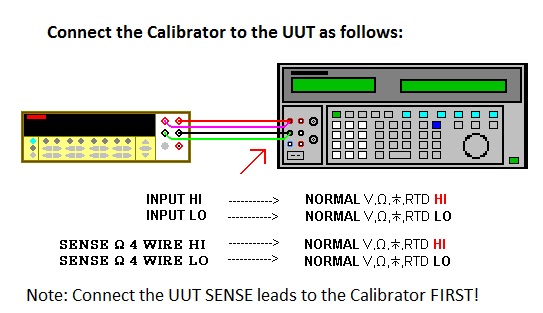 Connect the Calibrator to the UUT as follows:
INPUT HI -----------> NORMAL V,Ω,⚹,RTD HI
INPUT LO -----------> NORMAL V,Ω,⚹,RTD LO
SENSE Ω 4 WIRE HI -----------> NORMAL V,Ω,⚹,RTD HI
SENSE Ω 4 WIRE LO -----------> NORMAL V,Ω,⚹,RTD LO
Note: Connect the UUT SENSE leads to the Calibrator FIRST!